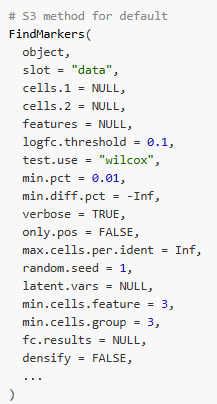 # S3 method for default
FindMarkers(
  object,
  slot = "data",
  cells.1 = NULL,
  cells.2 = NULL,
  features = NULL,
  logfc.threshold = 0.1,
  test.use = "wilcox",
  min.pct = 0.01,
  min.diff.pct = -Inf,
  verbose = TRUE,
  only.pos = FALSE,
  max.cells.per.ident = Inf,
  random.seed = 1,
  latent.vars = NULL,
  min.cells.feature = 3,
  min.cells.group = 3,
  fc.results = NULL,
  densify = FALSE,
  ...
)